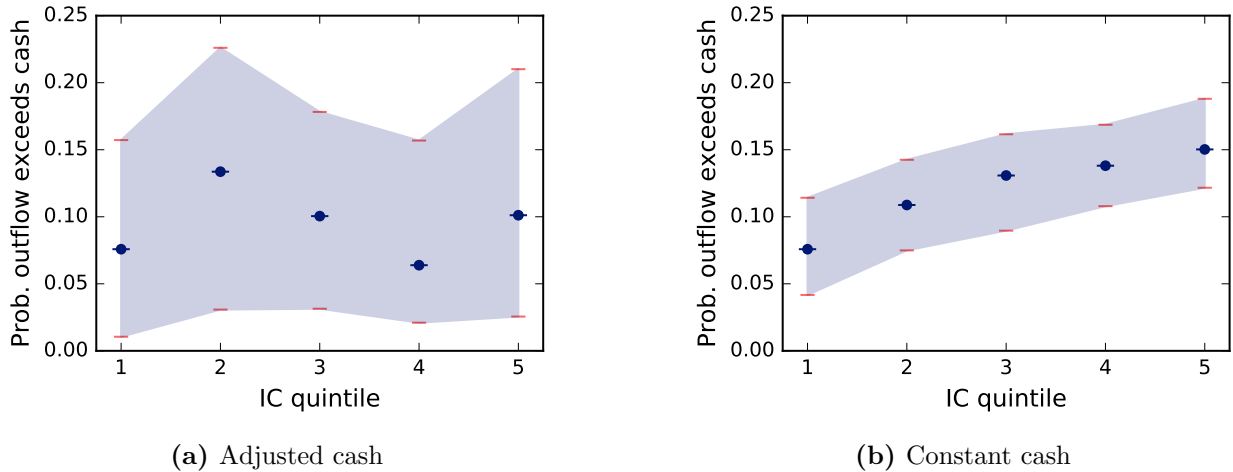 Prob. outflow exceeds cash
0.25
0.20
0.15
0.10
0.05
0.00
1 2 3 4 5
IC quintile
(a) Adjusted cash
Prob. outflow exceeds cash
0.25
0.20
0.15
0.10
0.05
0.00
1 2 3 4 5
IC quintile
(b) Constant cash